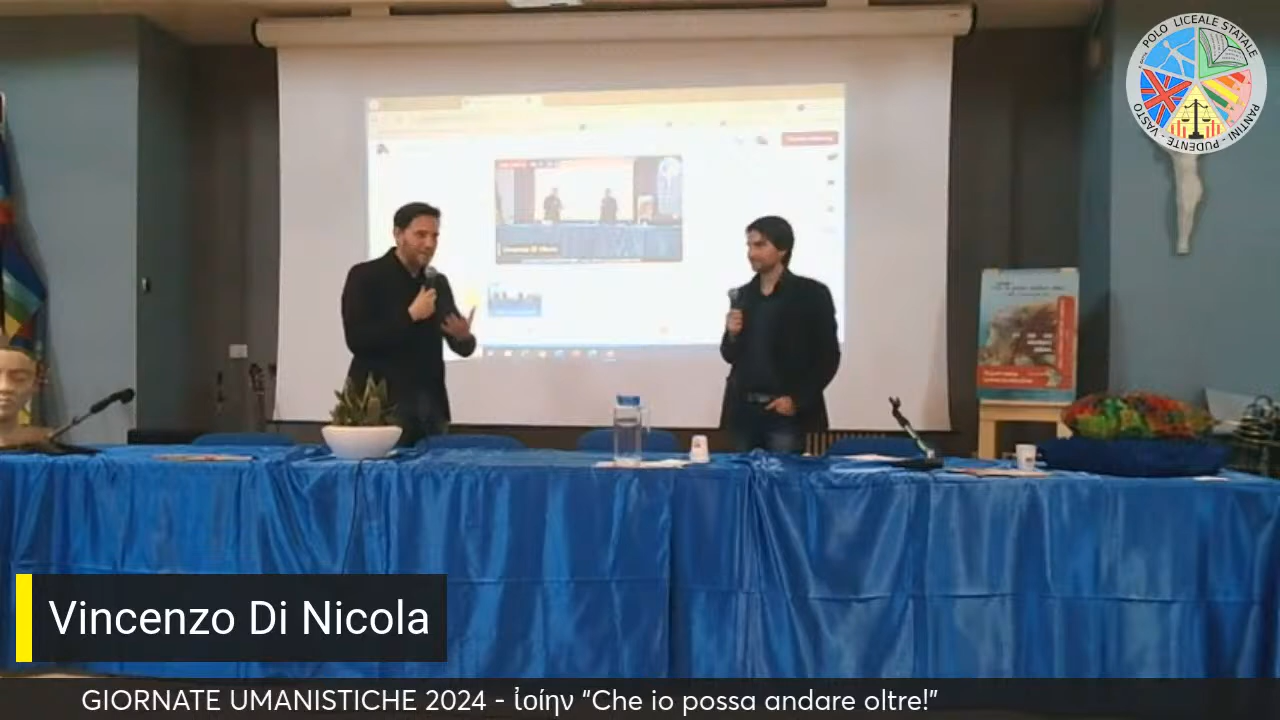 POLO LICEALE STATALE
PANTINI - PUDENTE - VASTO
Vincenzo Di Nicola
GIORNATE UMANISTICHE 2024 - ἰοίην “Che io possa andare oltre!”